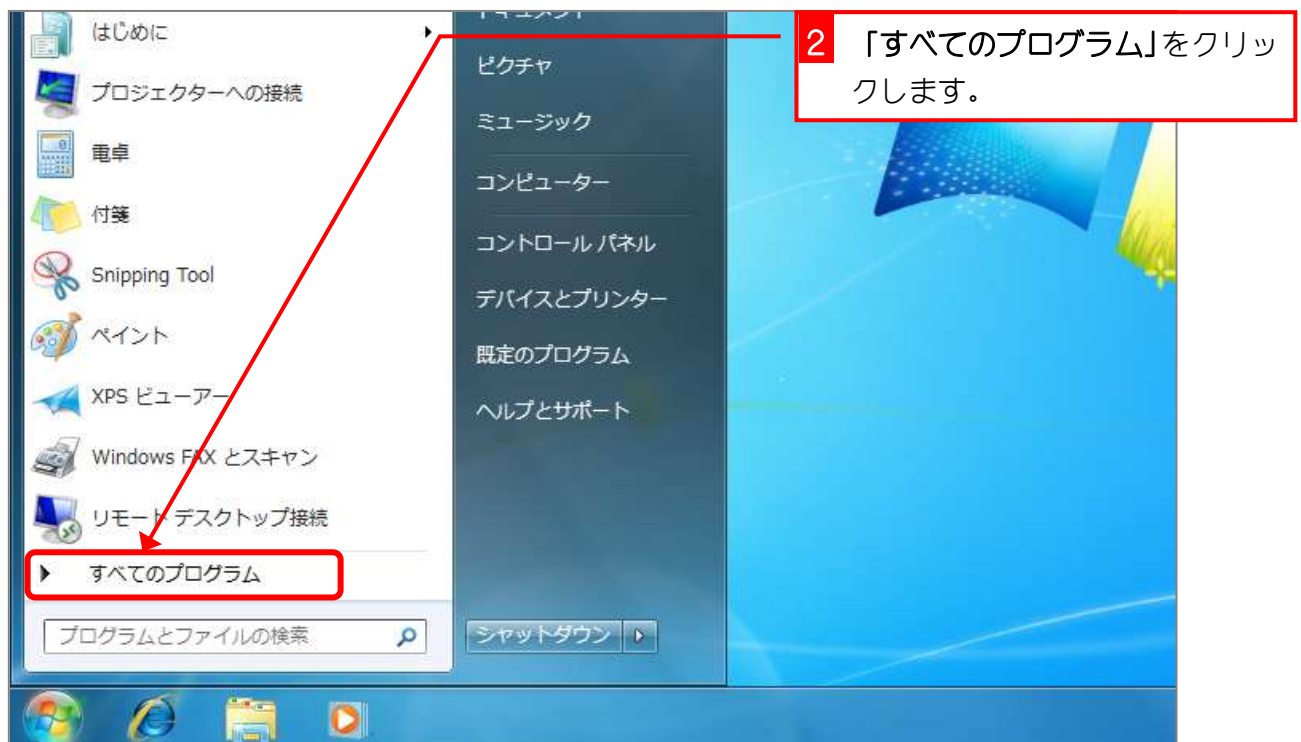 はじめに
プロジェクターへの接続
電卓
付箋
Snipping Tool
ペイント
XPS ビューアー
Windows FAX とスキャン
リモート デスクトップ接続
すべてのプログラム
プログラムとファイルの検索
ドキュメント
ピクチャ
ミュージック
コンピューター
コントロール パネル
デバイスとプリンター
既定のプログラム
ヘルプとサポート
シャットダウン
2 「すべてのプログラム」をクリッ
クします。